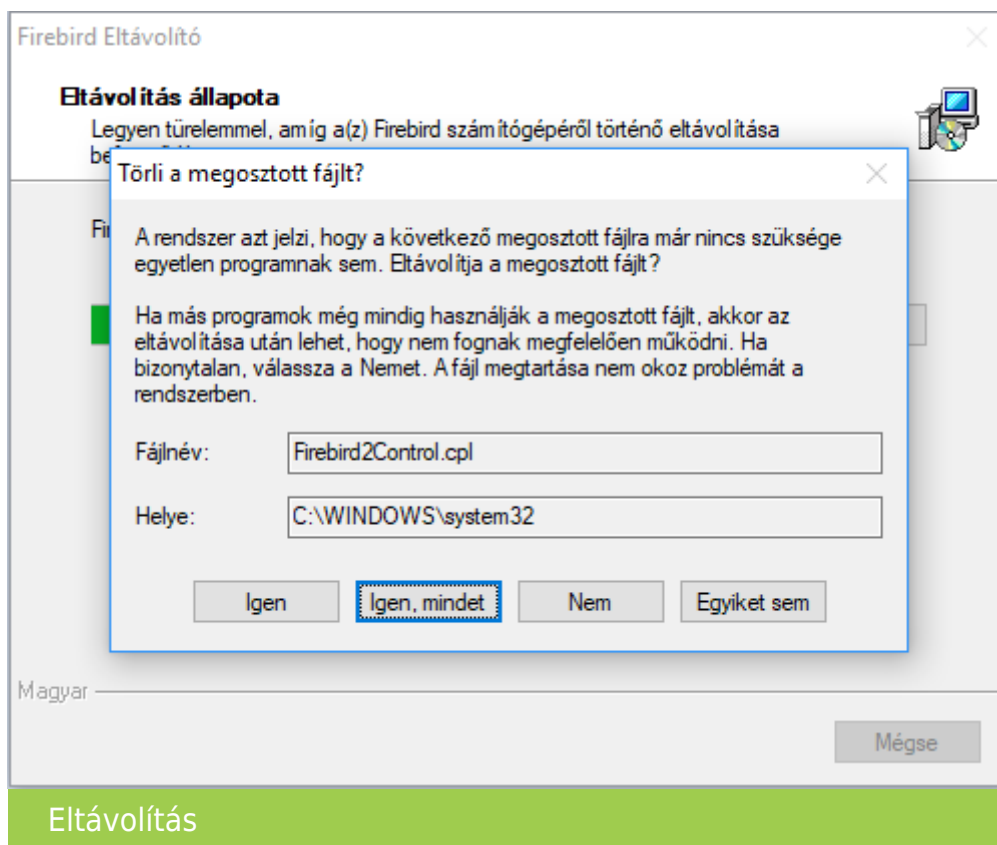 Firebird Eltávolító
Eltávolítás állapota
Legyen türelemmel, amíg a(z) Firebird számítógépéről történő eltávolítása
Törli a megosztott fájlt?
A rendszer azt jelzi, hogy a következő megosztott fájlra már nincs szüksége
egyetlen programnak sem. Eltávolítja a megosztott fájlt?
Ha más programok még mindig használják a megosztott fájlt, akkor az
eltávolítása után lehet, hogy nem fognak megfelelően működni. Ha
bizonytalan, válassza a Nemet. A fájl megtartása nem okoz problémát a
rendszerben.
Fájlnév:
Firebird2Control.cpl
Helye:
C:\WINDOWS\system32
Igen
Igen, mindet
Nem
Egyiket sem
Magyar
Mégse
Eltávolítás